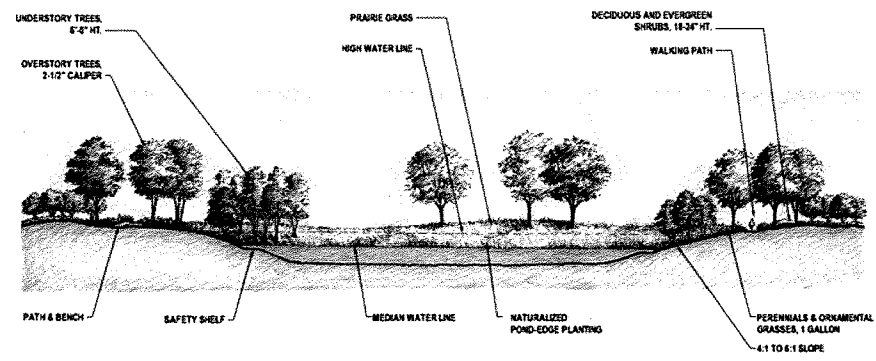 UNDERSTORY TREES,
6'-8' HT.
OVERSTORY TREES,
2-1/2" CALIPER
PRAIRIE GRASS
HIGH WATER LINE
DECIDUOUS AND EVERGREEN
SHRUBS, 18-24" HT.
WALKING PATH
PATH & BENCH
SAFETY SHELF
MEDIAN WATER LINE
NATURALIZED
POND-EDGE PLANTING
PERENNIALS & ORNAMENTAL
GRASSES, 1 GALLON
4:1 TO 6:1 SLOPE